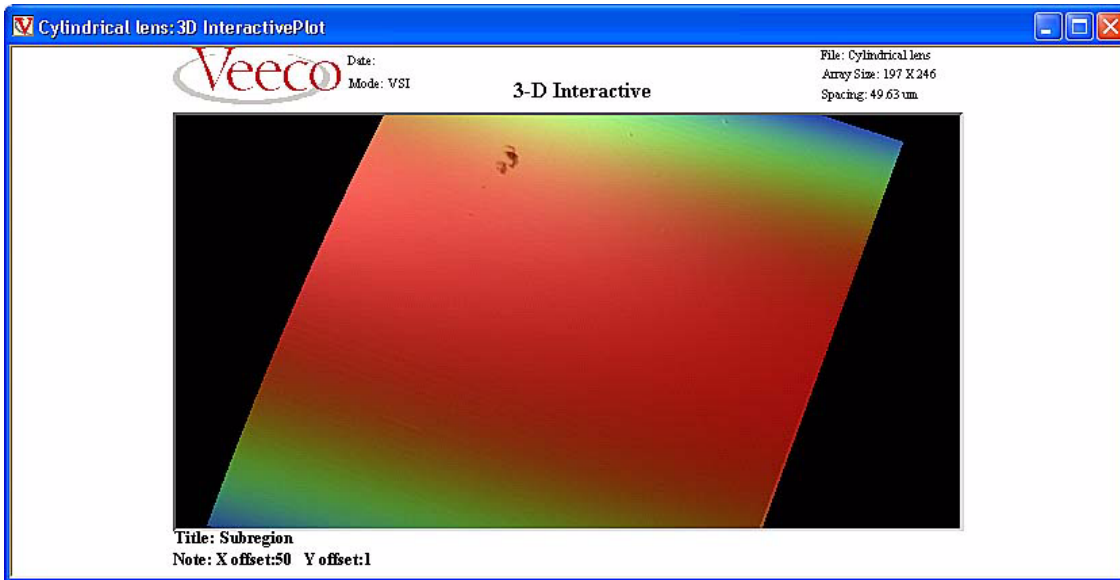 Cylindrical lens: 3D InteractivePlot
Veeco
Date:
Mode: VSI
3-D Interactive
File: Cylindrical lens
Array Size: 197 X 246
Spacing: 49.63 um
Title: Subregion
Note: X offset:50 Y offset:1